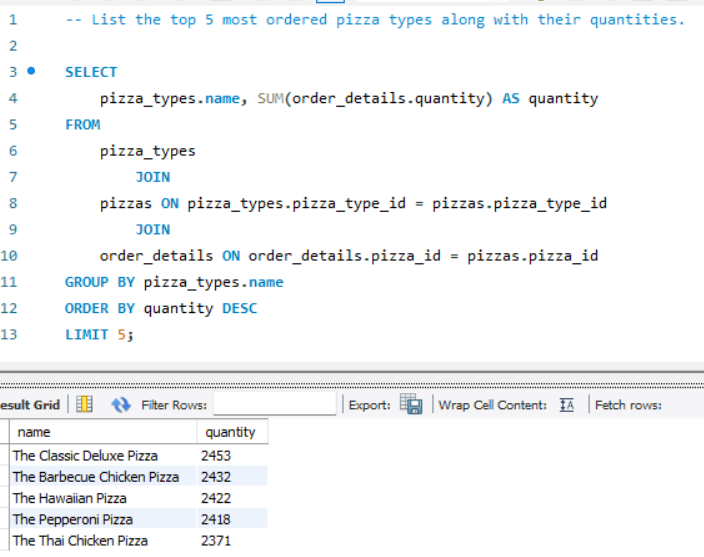 1 -- List the top 5 most ordered pizza types along with their quantities.
2
3 SELECT
4 pizza_types.name, SUM(order_details.quantity) AS quantity
5 FROM
6 pizza_types
7 JOIN
8 pizzas ON pizza_types.pizza_type_id = pizzas.pizza_type_id
9 JOIN
10 order_details ON order_details.pizza_id = pizzas.pizza_id
11 GROUP BY pizza_types.name
12 ORDER BY quantity DESC
13 LIMIT 5;
esult Grid Filter Rows: Export: Wrap Cell Content: IA Fetch rows:
name quantity
The Classic Deluxe Pizza 2453
The Barbecue Chicken Pizza 2432
The Hawaiian Pizza 2422
The Pepperoni Pizza 2418
The Thai Chicken Pizza 2371